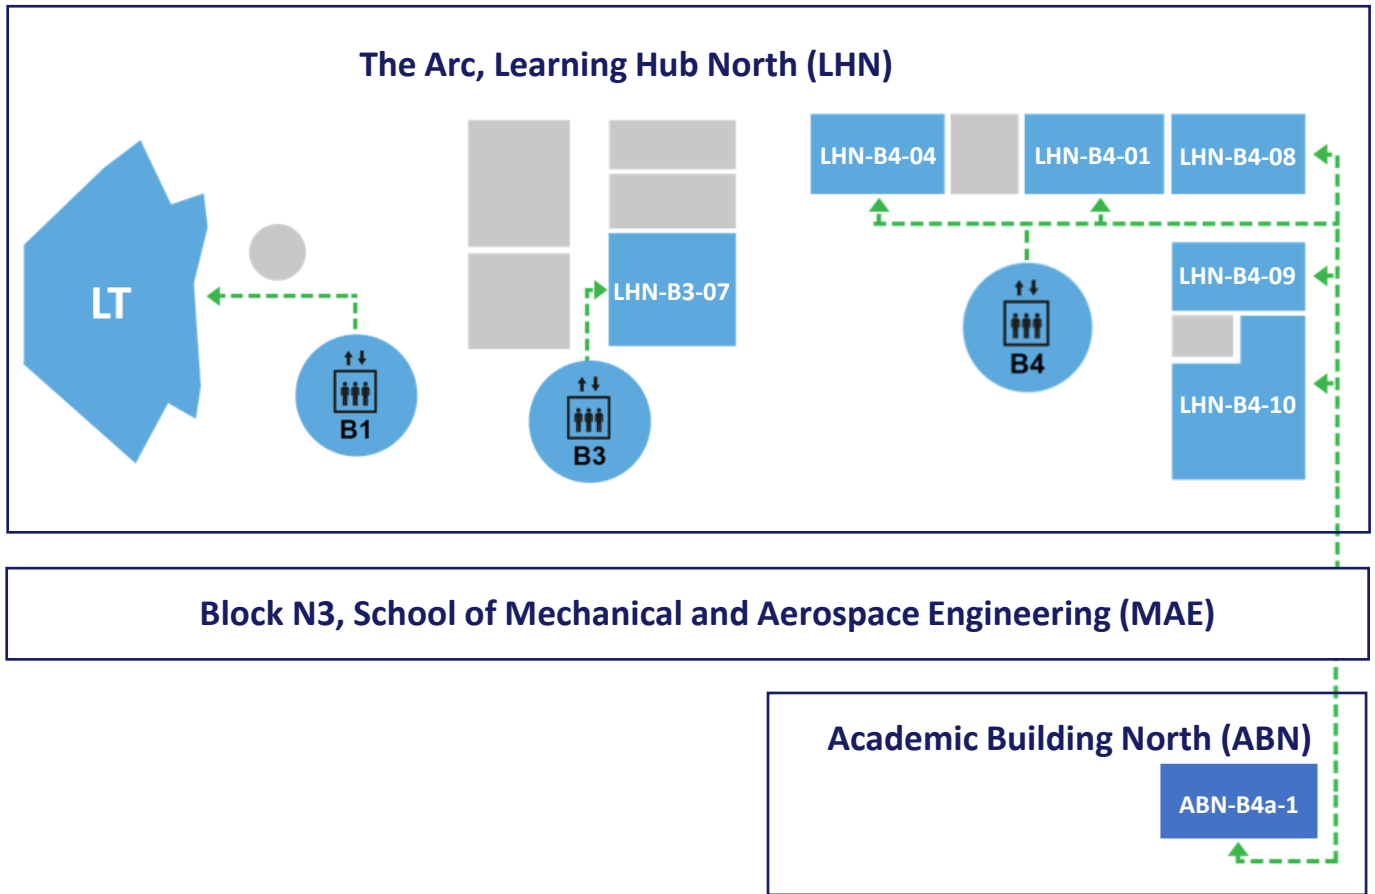 The Arc, Learning Hub North (LHN)
LHN-B4-04
LHN-B4-01
LHN-B4-08
LT
LHN-B3-07
LHN-B4-09
B1
B3
B4
LHN-B4-10
Block N3, School of Mechanical and Aerospace Engineering (MAE)
Academic Building North (ABN)
ABN-B4a-1